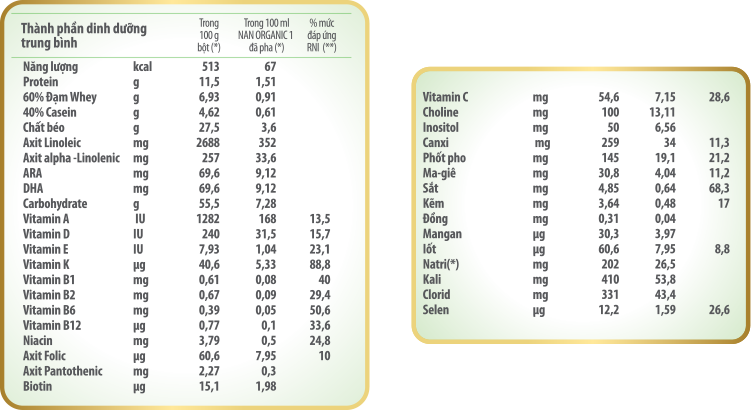 Thành phần dinh dưỡng trung bình
Trong 100 g bột (*)
Trong 100 ml NAN ORGANIC 1 đã pha (*)
% mức đáp ứng RNI (**)
Năng lượng kcal 513 67
Protein g 11,5 1,51
60% Đạm Whey g 6,93 0,91
40% Casein g 4,62 0,61
Chất béo g 27,5 3,6
Axit Linoleic mg 2688 352
Axit alpha -Linolenic mg 257 33,6
ARA mg 69,6 9,12
DHA mg 69,6 9,12
Carbohydrate g 55,5 7,28
Vitamin A IU 1282 168 13,5
Vitamin D IU 240 31,5 15,7
Vitamin E IU 7,93 1,04 23,1
Vitamin K µg 40,6 5,33 88,8
Vitamin B1 mg 0,61 0,08 40
Vitamin B2 mg 0,67 0,09 29,4
Vitamin B6 mg 0,39 0,05 50,6
Vitamin B12 µg 0,77 0,1 33,6
Niacin mg 3,79 0,5 24,8
Axit Folic µg 60,6 7,95 10
Axit Pantothenic mg 2,27 0,3
Biotin µg 15,1 1,98
Vitamin C mg 54,6 7,15 28,6
Choline mg 100 13,11
Inositol mg 50 6,56
Canxi mg 259 34 11,3
Phốt pho mg 145 19,1 21,2
Ma-giê mg 30,8 4,04 11,2
Sắt mg 4,85 0,64 68,3
Kẽm mg 3,64 0,48 17
Đồng mg 0,31 0,04
Mangan µg 30,3 3,97
Iốt µg 60,6 7,95 8,8
Natri(*) mg 202 26,5
Kali mg 410 53,8
Clorid mg 331 43,4
Selen µg 12,2 1,59 26,6